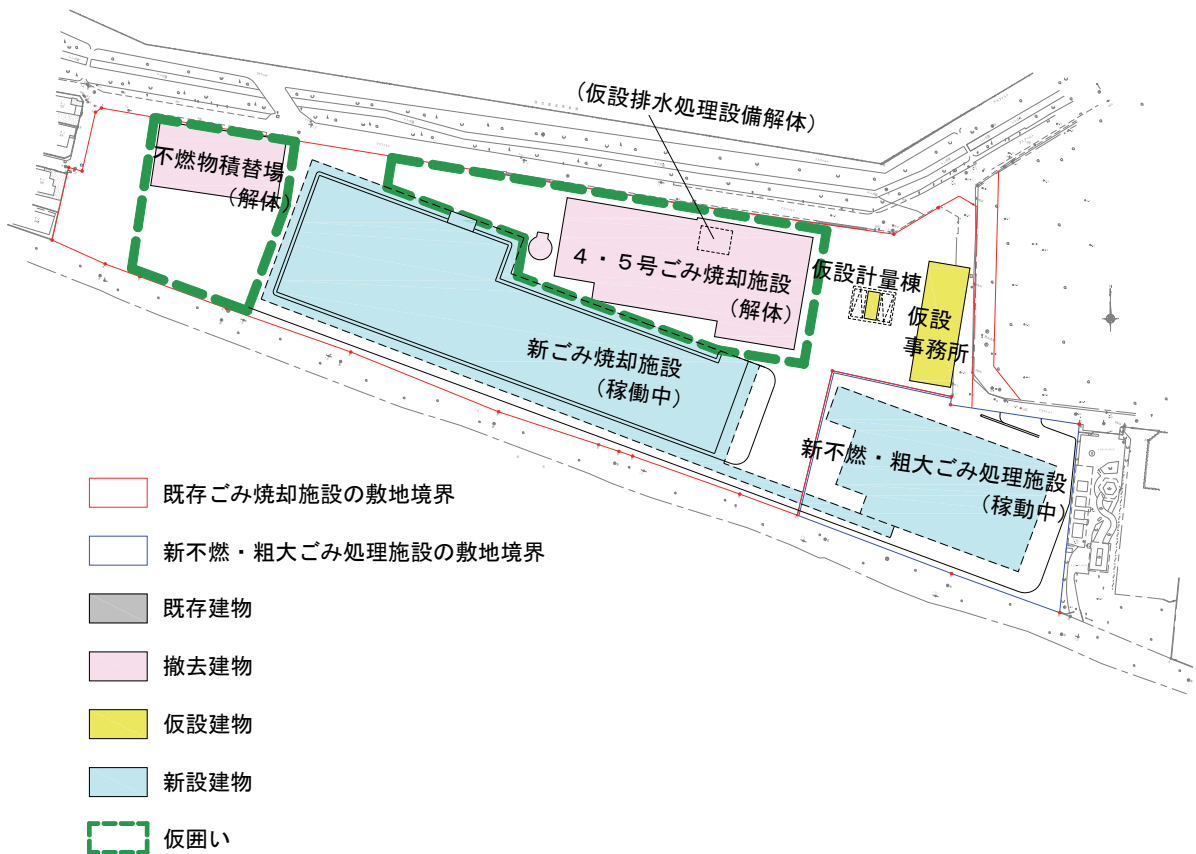 （仮設排水処理設備解体）
不燃物積替場
（解体）
４・５号ごみ焼却施設
（解体）
仮設計量棟
仮設
事務所
新ごみ焼却施設
（稼働中）
新不燃・粗大ごみ処理施設
（稼動中）
既存ごみ焼却施設の敷地境界
新不燃・粗大ごみ処理施設の敷地境界
既存建物
撤去建物
仮設建物
新設建物
仮囲い